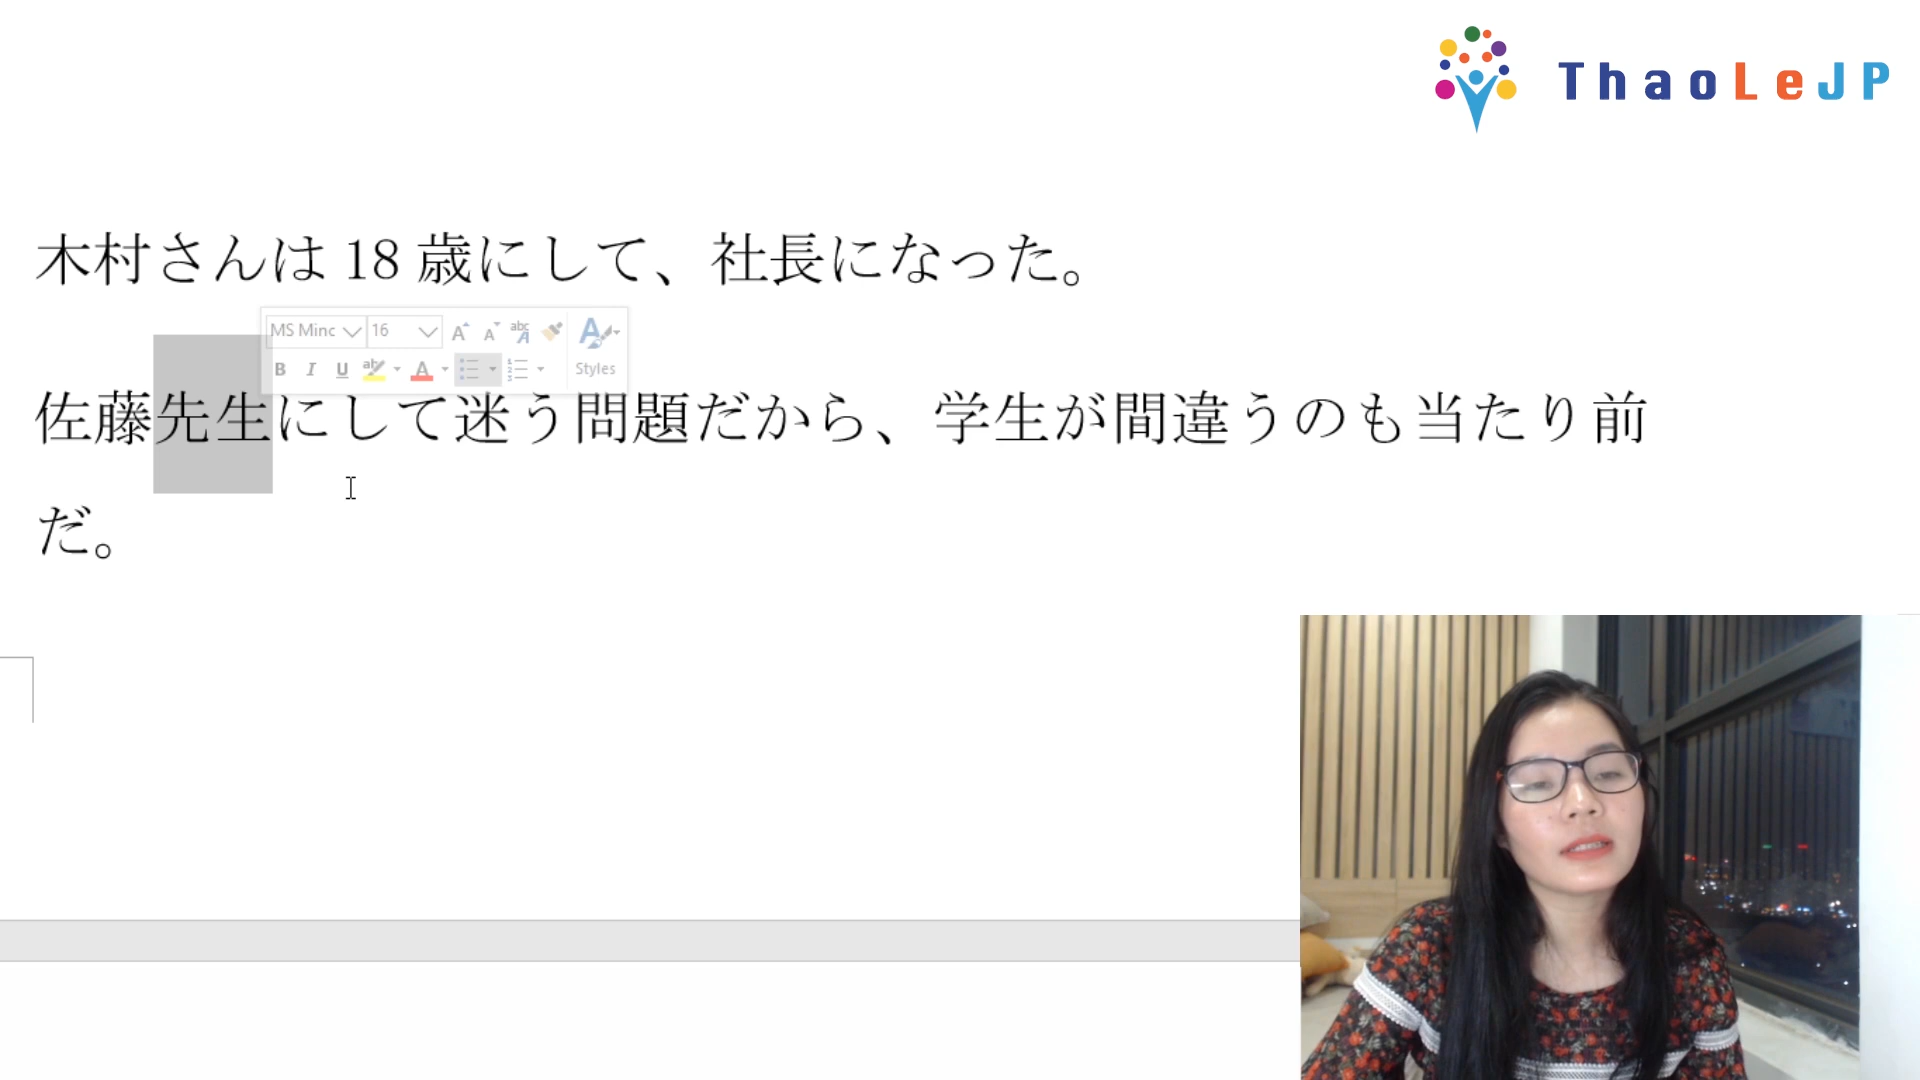 ThaoLeJP
木村さんは 18 歳にして、社長になった。
MS Minc 16
Styles
佐藤先生にして迷う問題だから、学生が間違うのも当たり前
だ。